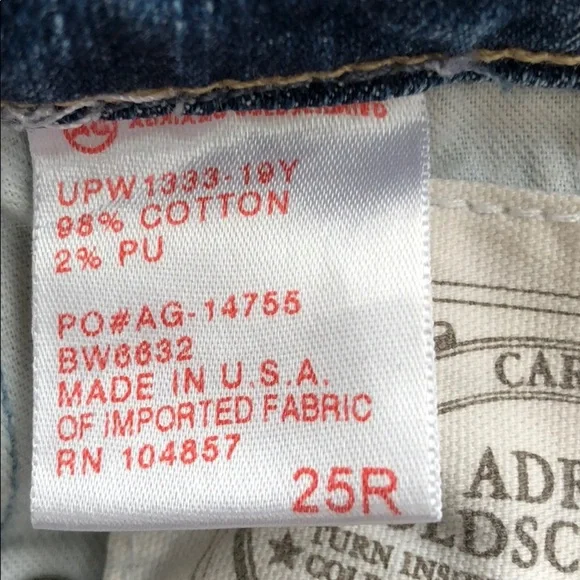 UPW1333-19Y
98% COTTON
2% PU
PO#AG-14755
BW6632
MADE IN U.S.A.
OF IMPORTED FABRIC
RN 104857
25R
CAR
ADR
LDSC
TURN INS
COL